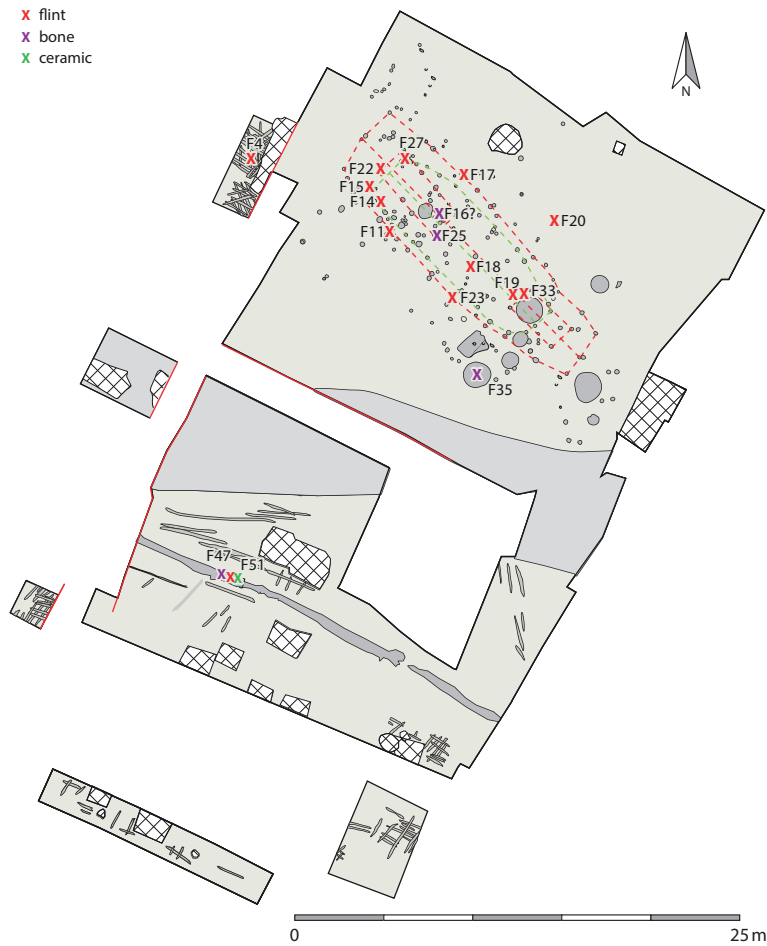 X flint
X bone
X ceramic
N
F4
F27
F22
X F17
F15
F14
X F16?
X F20
F11
X F25
X F18
F19
F33
X F23
X
F35
F47
F51
0
25 m